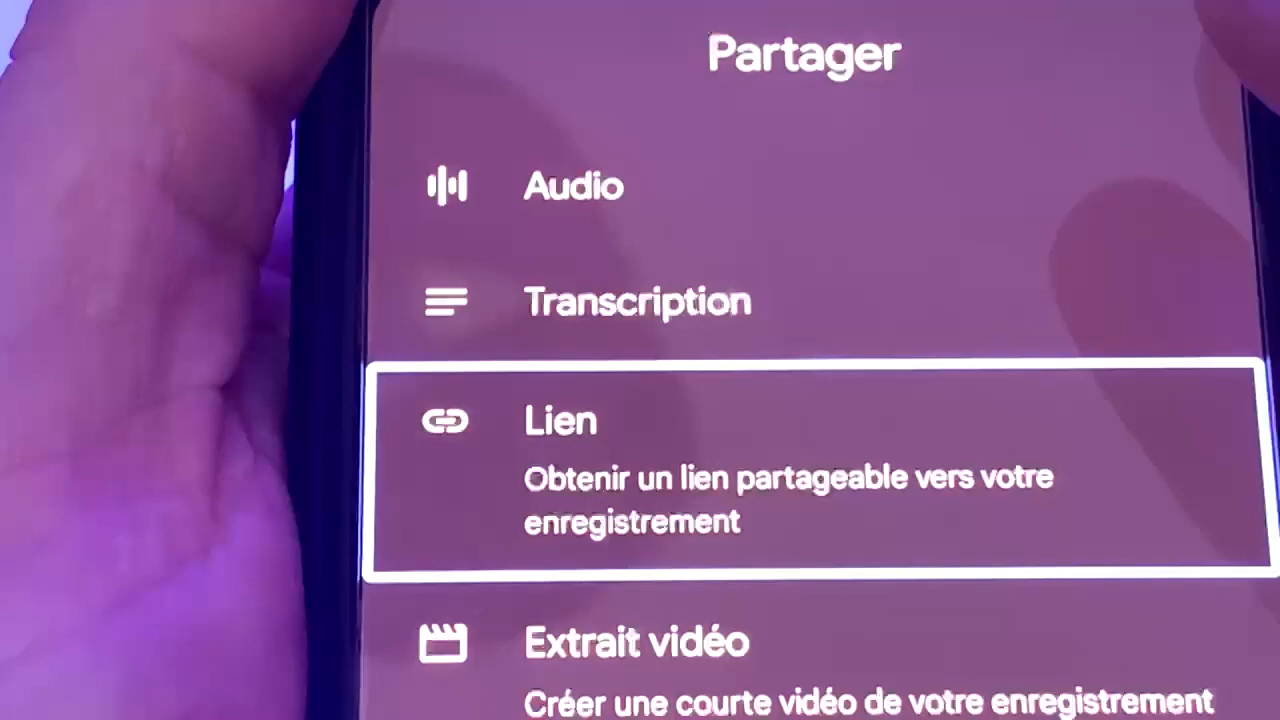 Partager
Audio
Transcription
Lien
Obtenir un lien partageable vers votre
enregistrement
Extrait vidéo
Créer une courte vidéo de votre enregistrement